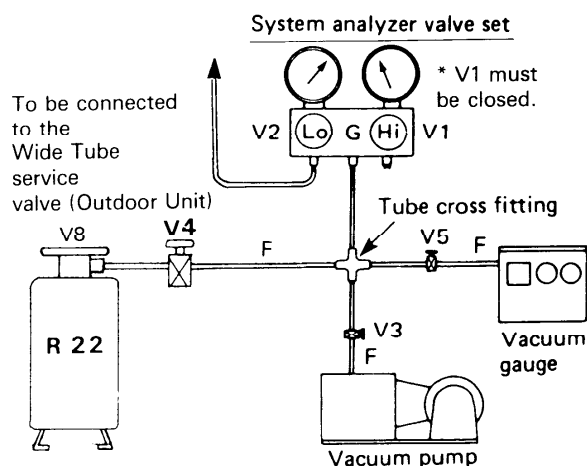 System analyzer valve set
* V1 must
be closed.
To be connected
to the
Wide Tube
service
valve (Outdoor Unit)
V2
Lo
G
Hi
V1
Tube cross fitting
V8
V4
F
V5
F
R 22
V3
F
Vacuum
gauge
Vacuum pump